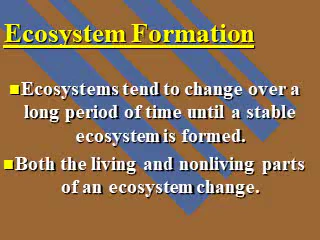 Ecosystem Formation
Ecosystems tend to change over a
long period of time until a stable
ecosystem is formed.
Both the living and nonliving parts
of an ecosystem change.